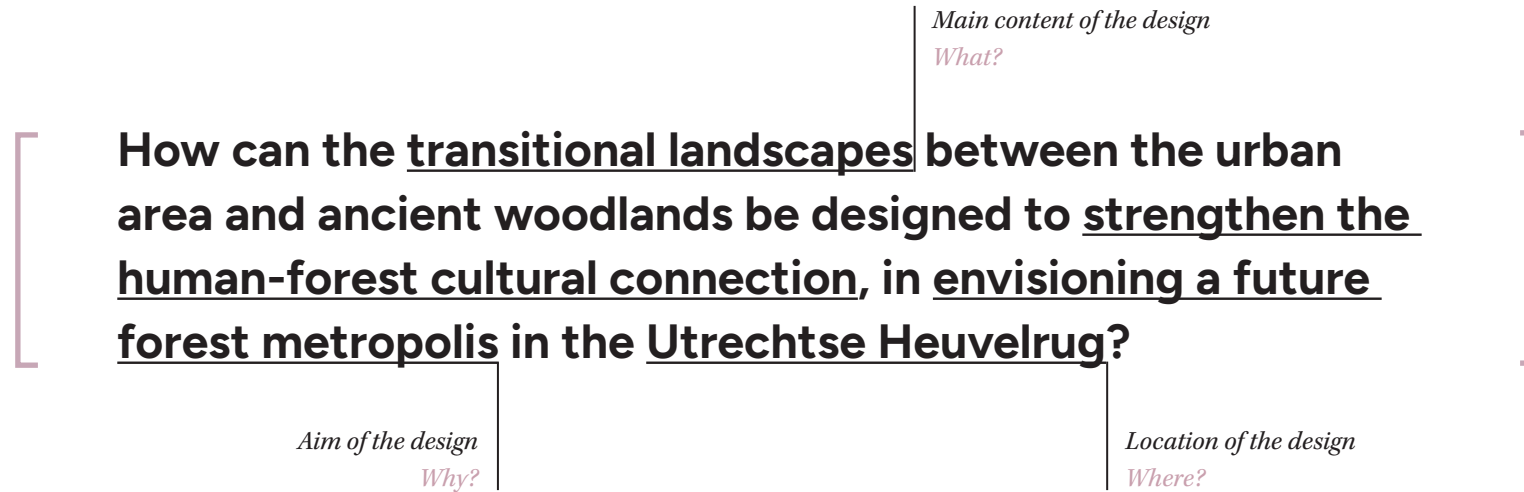 Main content of the design
What?
How can the transitional landscapes between the urban
area and ancient woodlands be designed to strengthen the
human-forest cultural connection, in envisioning a future
forest metropolis in the Utrechtse Heuvelrug?
Aim of the design
Why?
Location of the design
Where?